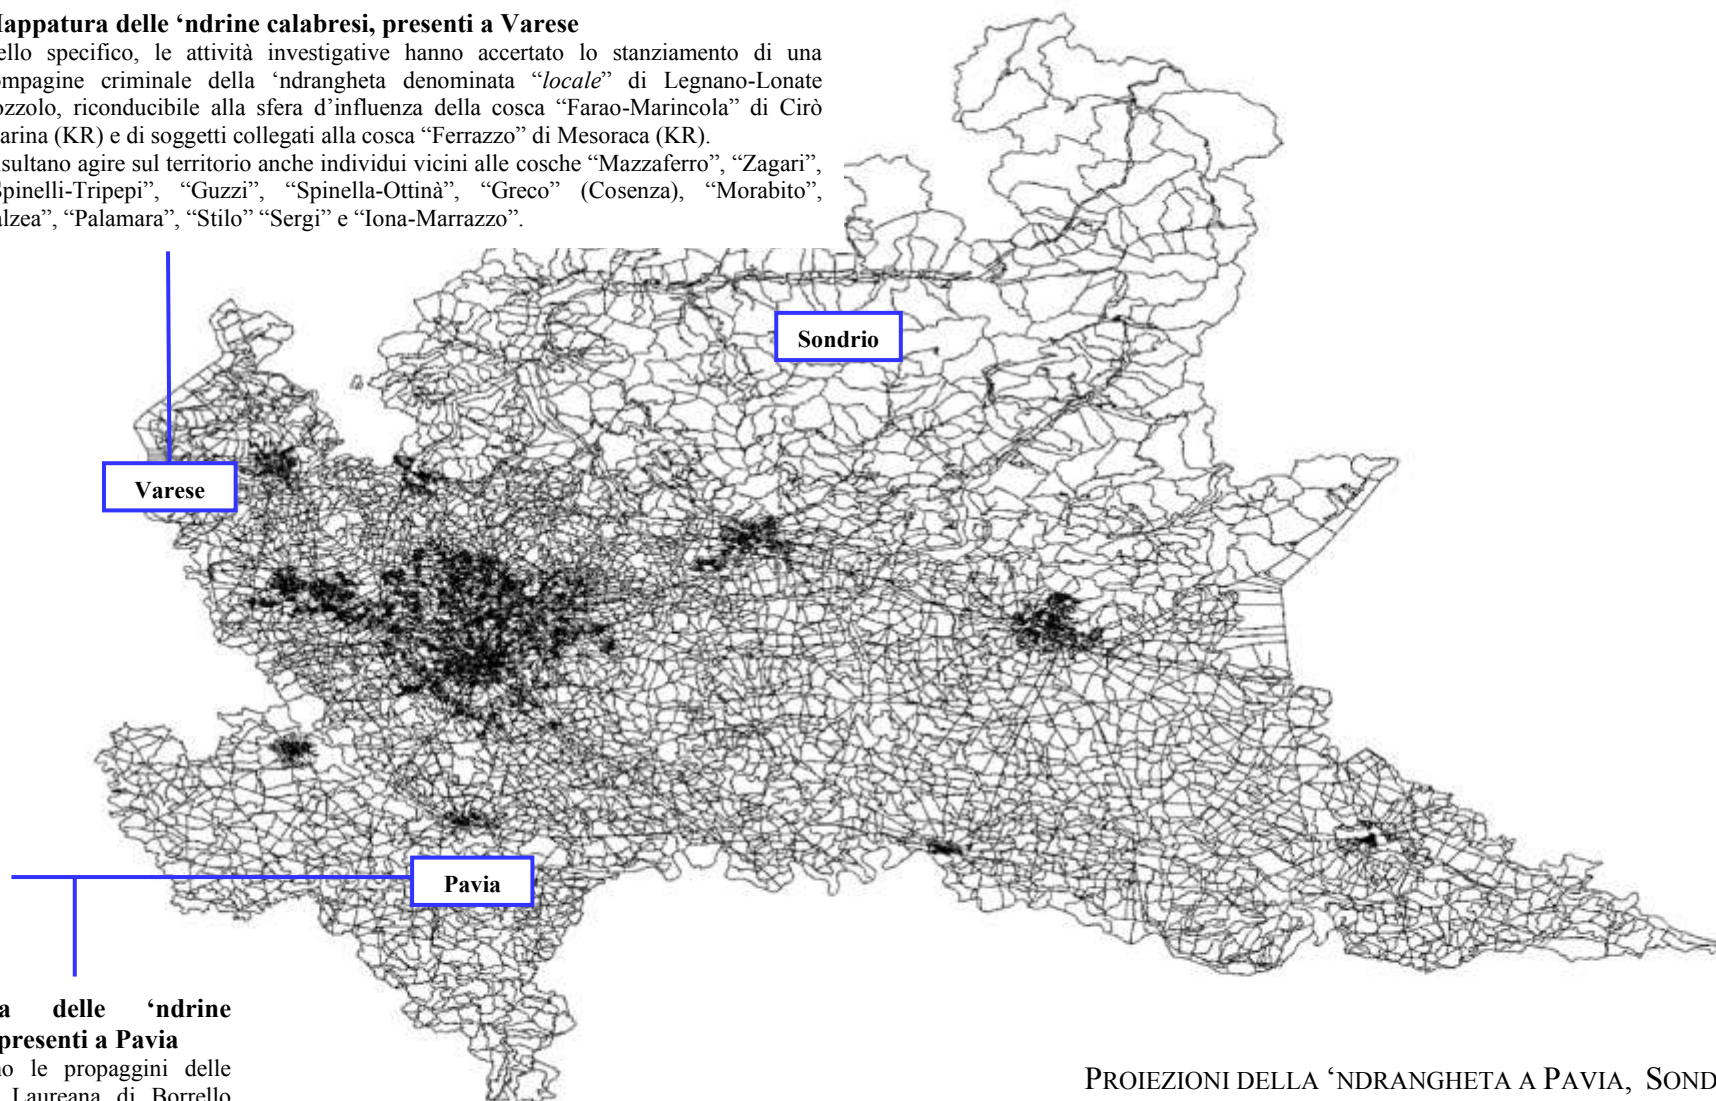 Mappatura delle ‘ndrine calabresi, presenti a Varese
ello specifico, le attività investigative hanno accertato lo stanziamento di una
ompagine criminale della ‘ndrangheta denominata “locale” di Legnano-Lonate
ozzolo, riconducibile alla sfera d’influenza della cosca “Farao-Marincola” di Cirò
arina (KR) e di soggetti collegati alla cosca “Ferrazzo” di Mesoraca (KR).
sultano agire sul territorio anche individui vicini alle cosche “Mazzaferro”, “Zagari”,
Spinelli-Tripepi”, “Guzzi”, “Spinella-Ottinà”, “Greco” (Cosenza), “Morabito”,
alzea”, “Palamara”, “Stilo” “Sergi” e “Iona-Marrazzo”.
Sondrio
Varese
Pavia
a delle ‘ndrine
presenti a Pavia
no le propaggini delle
Laureana di Borrello
PROIEZIONI DELLA ‘NDRANGHETA A PAVIA, SOND